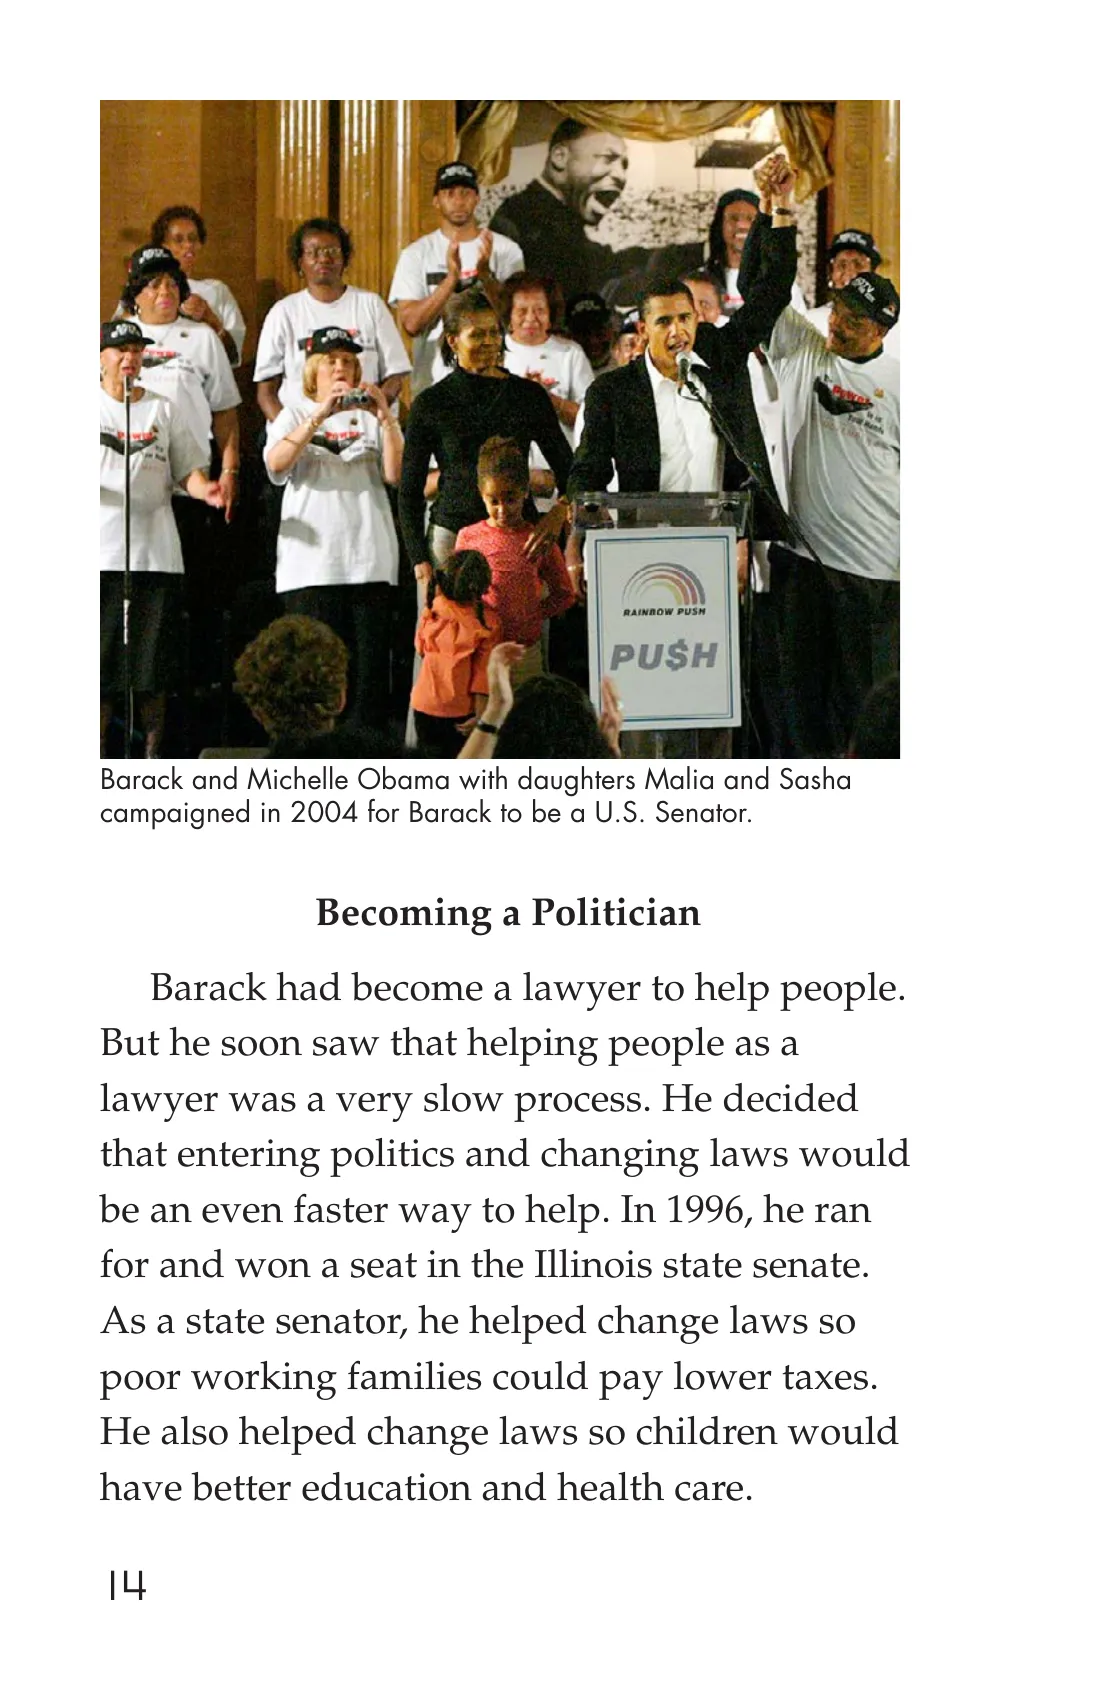 RAINBOW PUSH
PU$H
Barack and Michelle Obama with daughters Malia and Sasha
campaigned in 2004 for Barack to be a U.S. Senator.
Becoming a Politician
Barack had become a lawyer to help people.
But he soon saw that helping people as a
lawyer was a very slow process. He decided
that entering politics and changing laws would
be an even faster way to help. In 1996, he ran
for and won a seat in the Illinois state senate.
As a state senator, he helped change laws so
poor working families could pay lower taxes.
He also helped change laws so children would
have better education and health care.
14